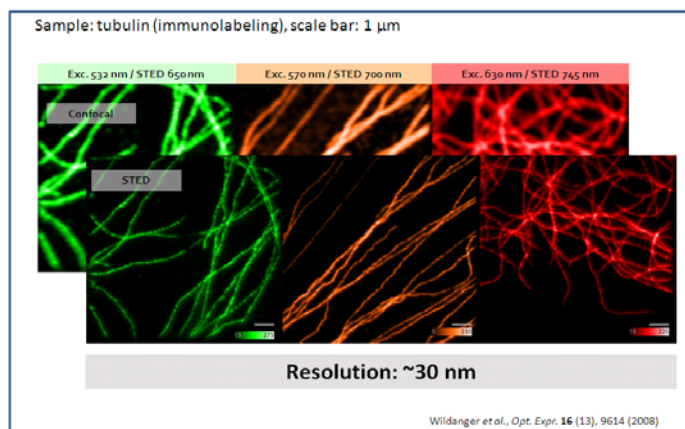 Sample: tubulin (immunolabeling), scale bar: 1 µm
Exc. 532 nm / STED 650 nm
Exc. 570 nm / STED 700 nm
Exc. 630 nm / STED 745 nm
Confocal
STED
Resolution: ~30 nm
Wildanger et al., Opt. Expr. 16 (13), 9614 (2008)